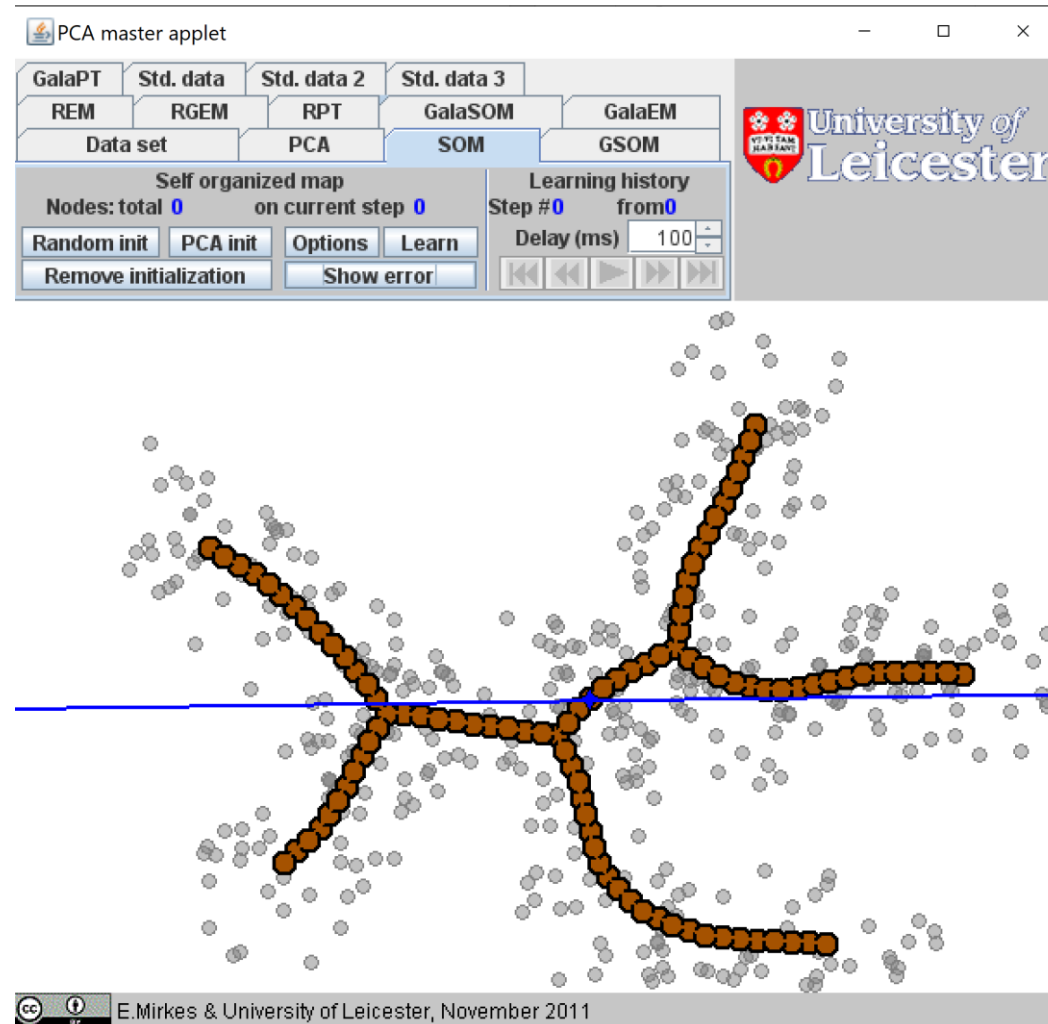 PCA master applet
GalaPT Std. data Std. data 2 Std. data 3
REM RGEM RPT GalaSOM GalaEM
Data set PCA SOM GSOM
Self organized map
Nodes: total 0 on current step 0
Random init PCA init Options Learn
Remove initialization Show error
Learning history
Step #0 from0
Delay (ms) 100
University of
Leicester
E.Mirkes & University of Leicester, November 2011